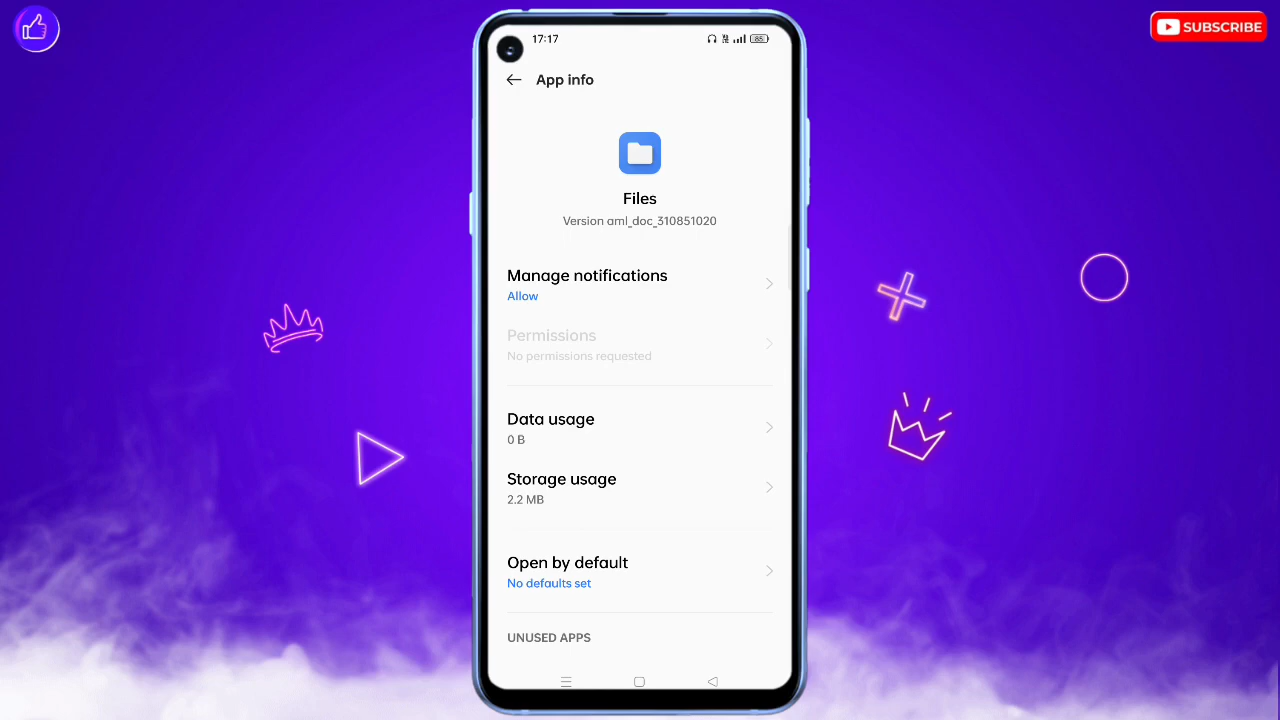 SUBSCRIBE
17:17
65
App info
Files
Version aml_doc_310851020
Manage notifications
Allow
Permissions
No permissions requested
Data usage
0 B
Storage usage
2.2 MB
Open by default
No defaults set
UNUSED APPS